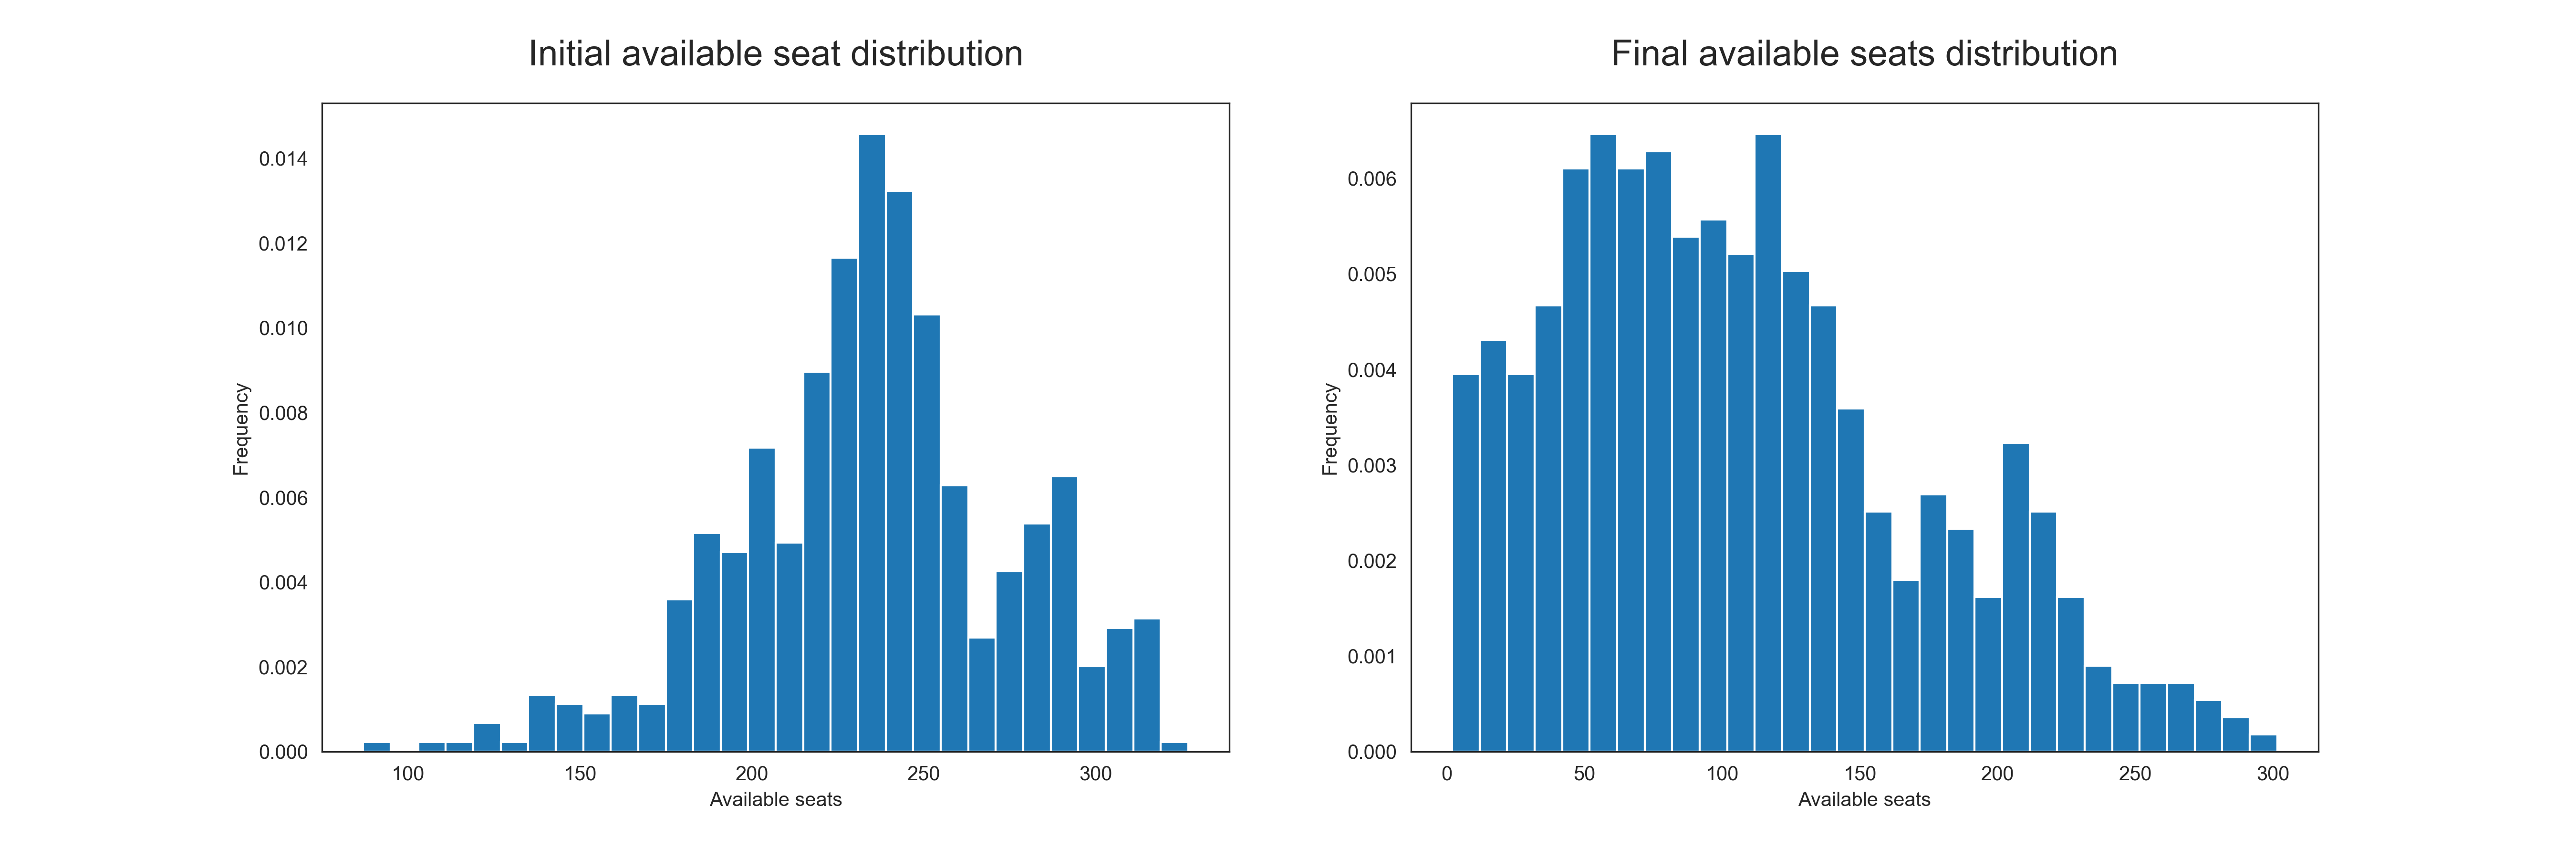 Initial available seat distribution
Frequency
0.014
0.012
0.010
0.008
0.006
0.004
0.002
0.000
100 150 200 250 300
Available seats
Final available seats distribution
Frequency
0.006
0.005
0.004
0.003
0.002
0.001
0.000
0 50 100 150 200 250 300
Available seats